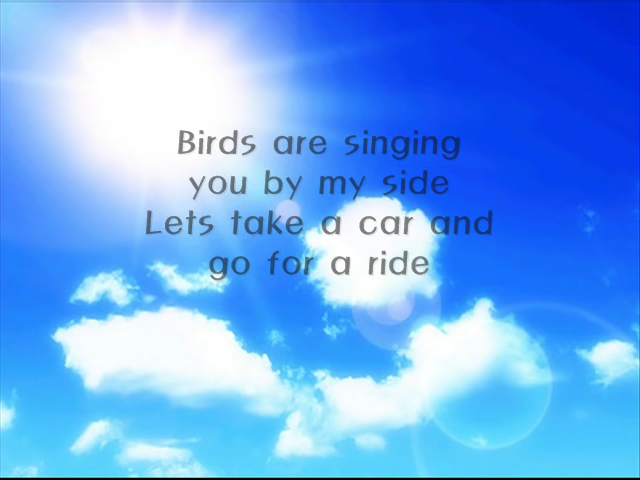 Birds are singing
you by my side
Lets take a car and
go for a ride